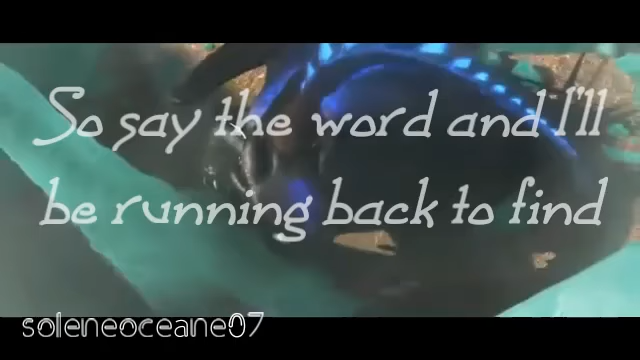 So say the word and I'll
be running back to find
soleneoceane07